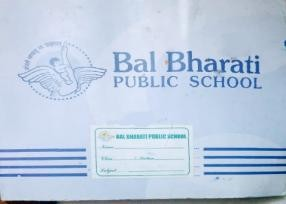 Bal Bharati
PUBLIC SCHOOL
BAL BHARATI PUBLIC SCHOOL
Name
Class
Subject